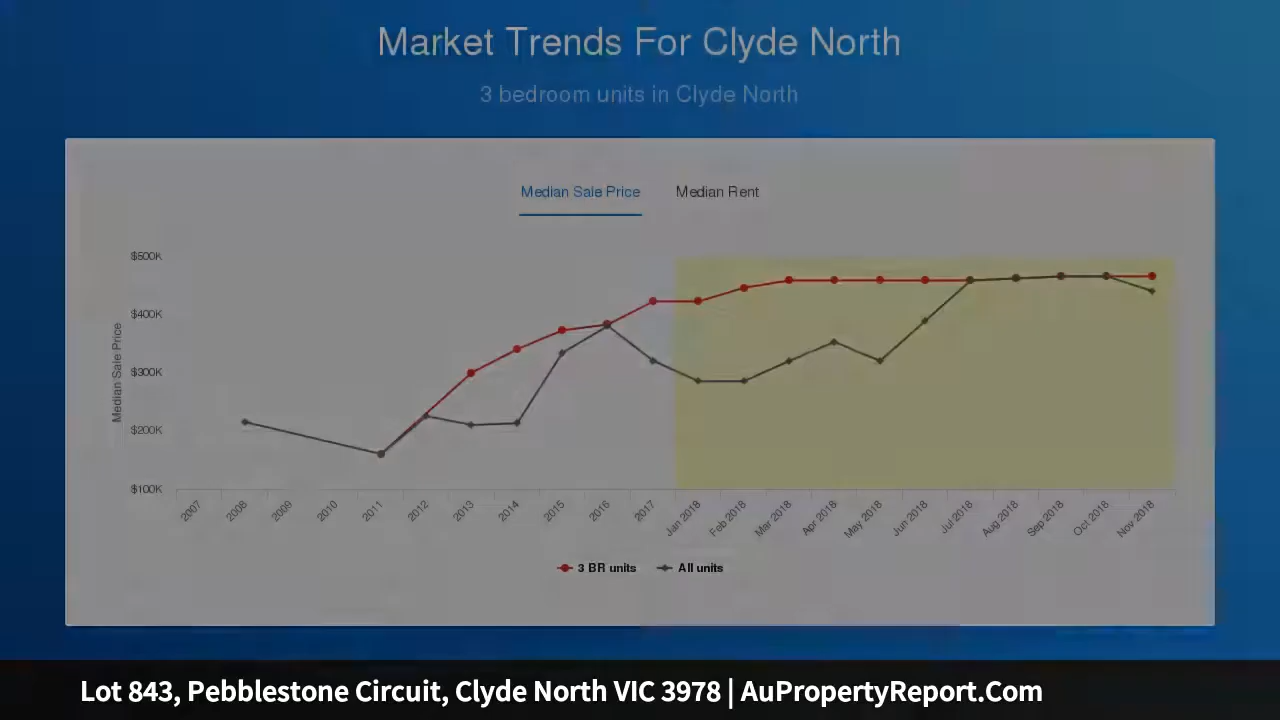 Market Trends For Clyde North
3 bedroom units in Clyde North
Median Sale Price Median Rent
Median Sale Price
$500K
$400K
$300K
$200K
$100K
2007 2008 2009 2010 2011 2012 2013 2014 2015 2016 2017 Jan 2018 Feb 2018 Mar 2018 Apr 2018 May 2018 Jun 2018 Jul 2018 Aug 2018 Sep 2018 Oct 2018 Nov 2018
3 BR units All units
Lot 843, Pebblestone Circuit, Clyde North VIC 3978 | AuPropertyReport.Com